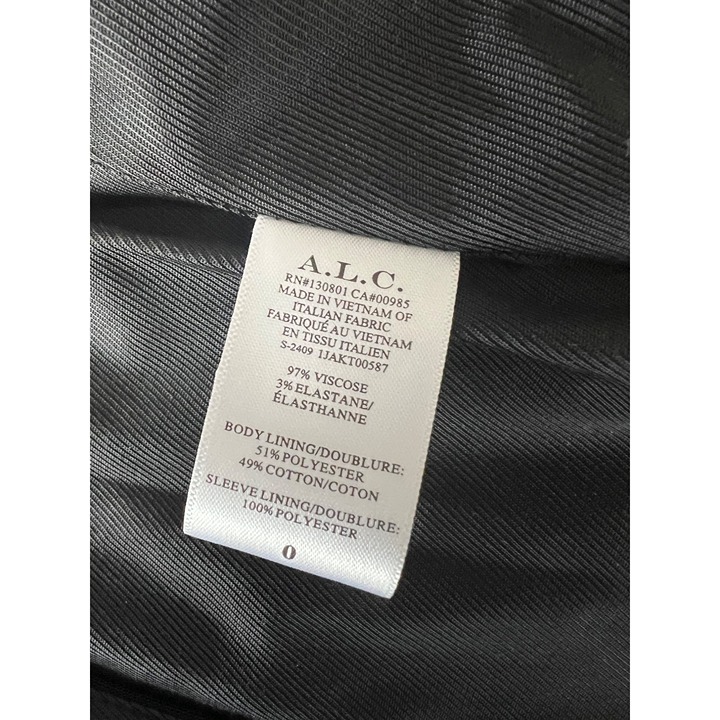 A.L.C.
RN#130801 CA#00985
MADE IN VIETNAM OF
ITALIAN FABRIC
FABRIQUÉ AU VIETNAM
EN TISSU ITALIEN
S-2409 1JAKT00587
97% VISCOSE
3% ELASTANE/
ÉLASTHANNE
BODY LINING/DOUBLURE:
51% POLYESTER
49% COTTON/COTON
SLEEVE LINING/DOUBLURE:
100% POLYESTER
0